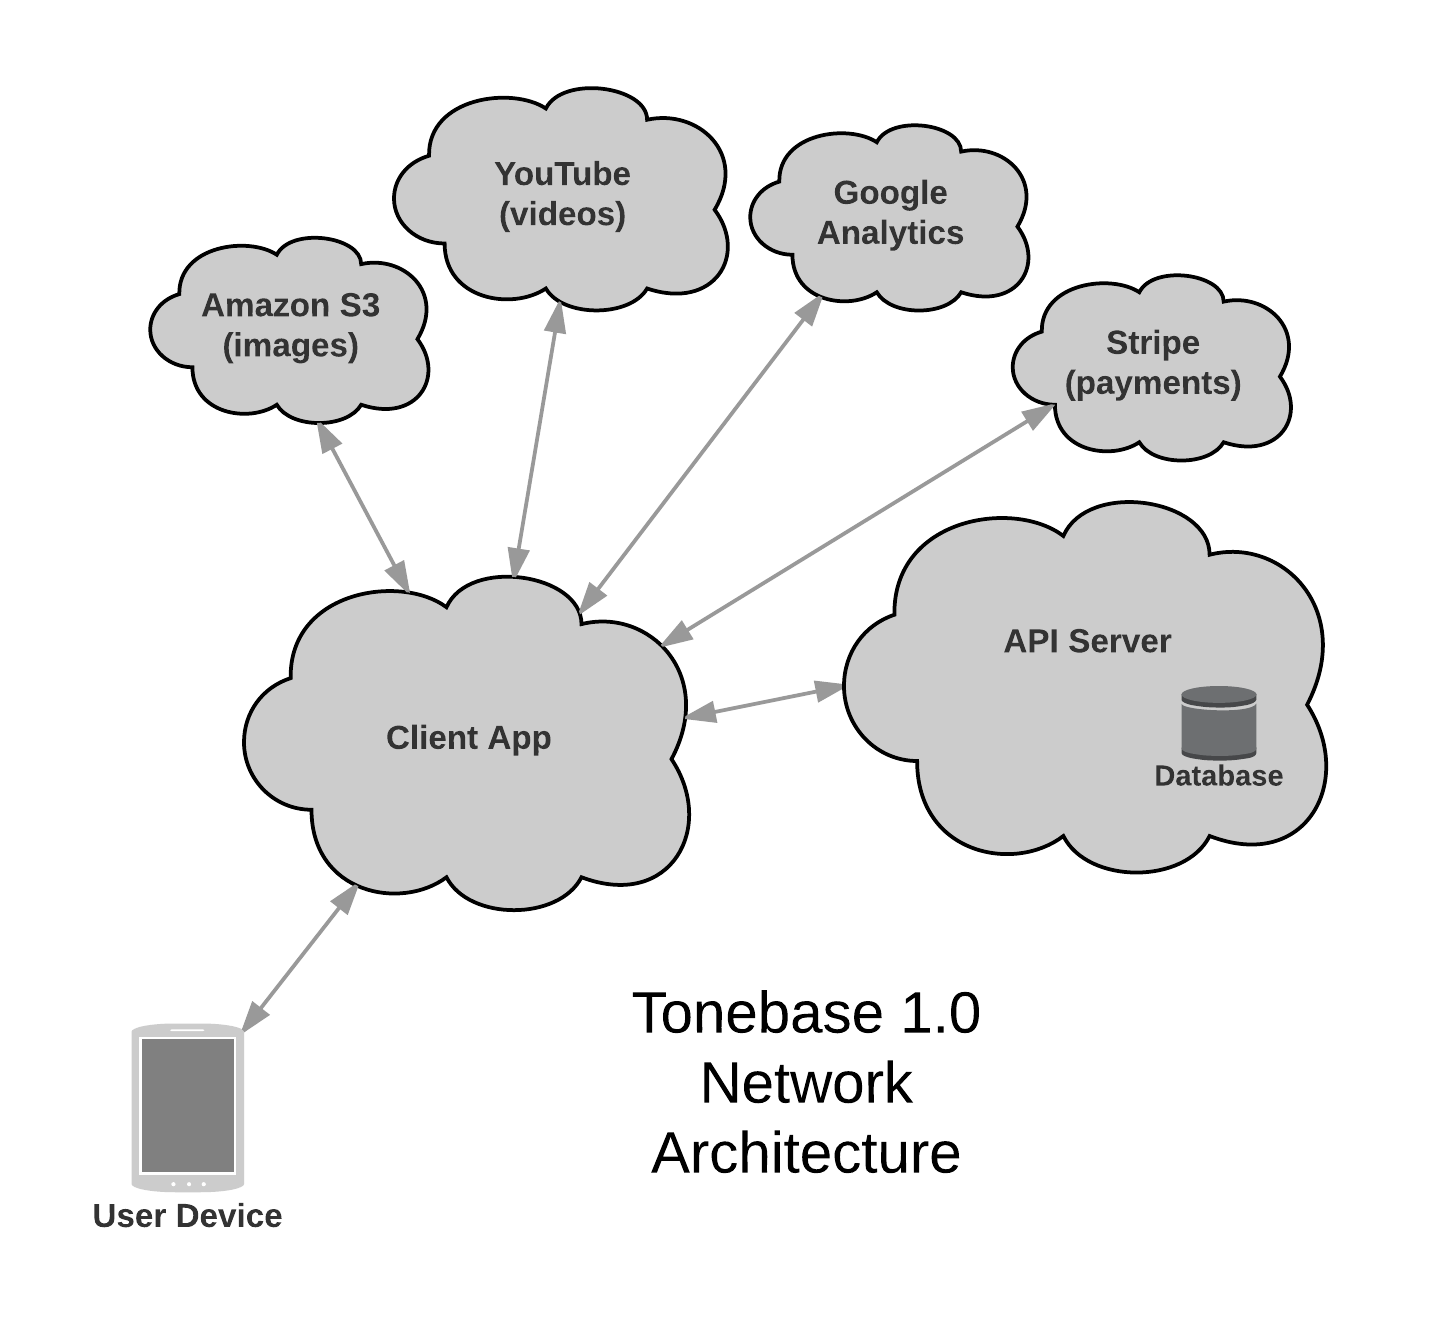 YouTube
(videos)
Google
Analytics
Amazon S3
(images)
Stripe
(payments)
API Server
Database
Client App
Tonebase 1.0
Network
Architecture
User Device